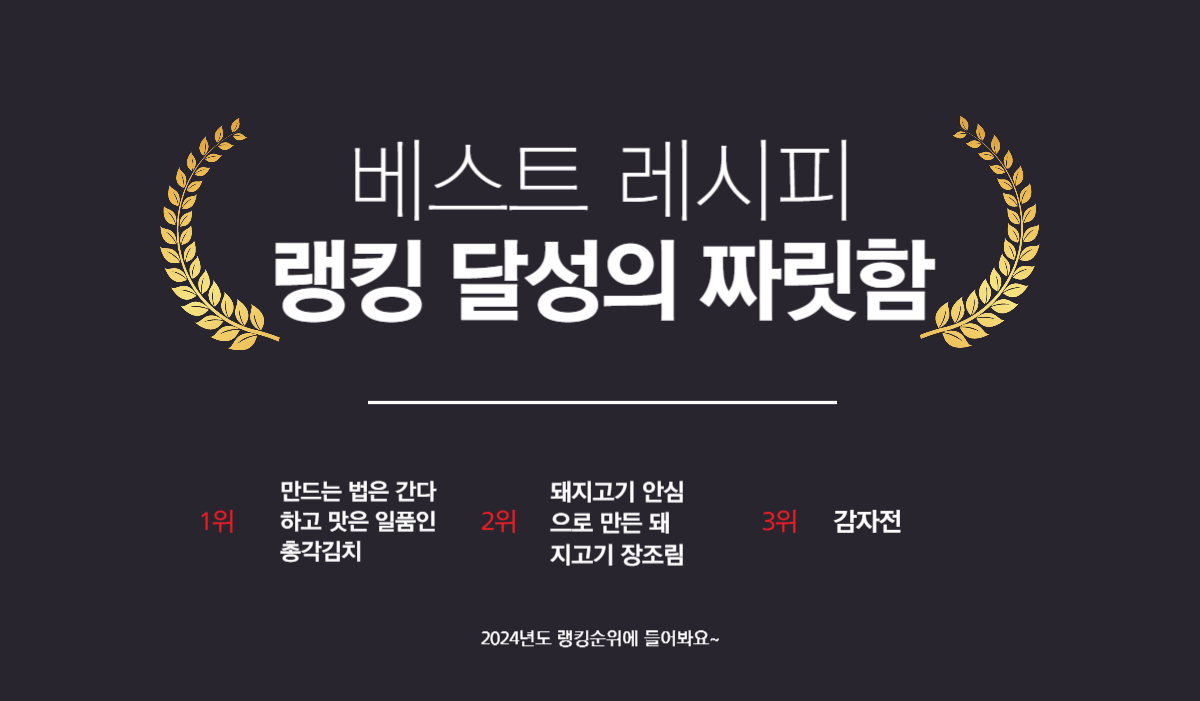 베스트 레시피
랭킹 달성의 짜릿함
1위
만드는 법은 간다
하고 맛은 일품인
총각김치
2위
돼지고기 안심
으로 만든 돼
지고기 장조림
3위
감자전
2024년도 랭킹순위에 들어봐요~